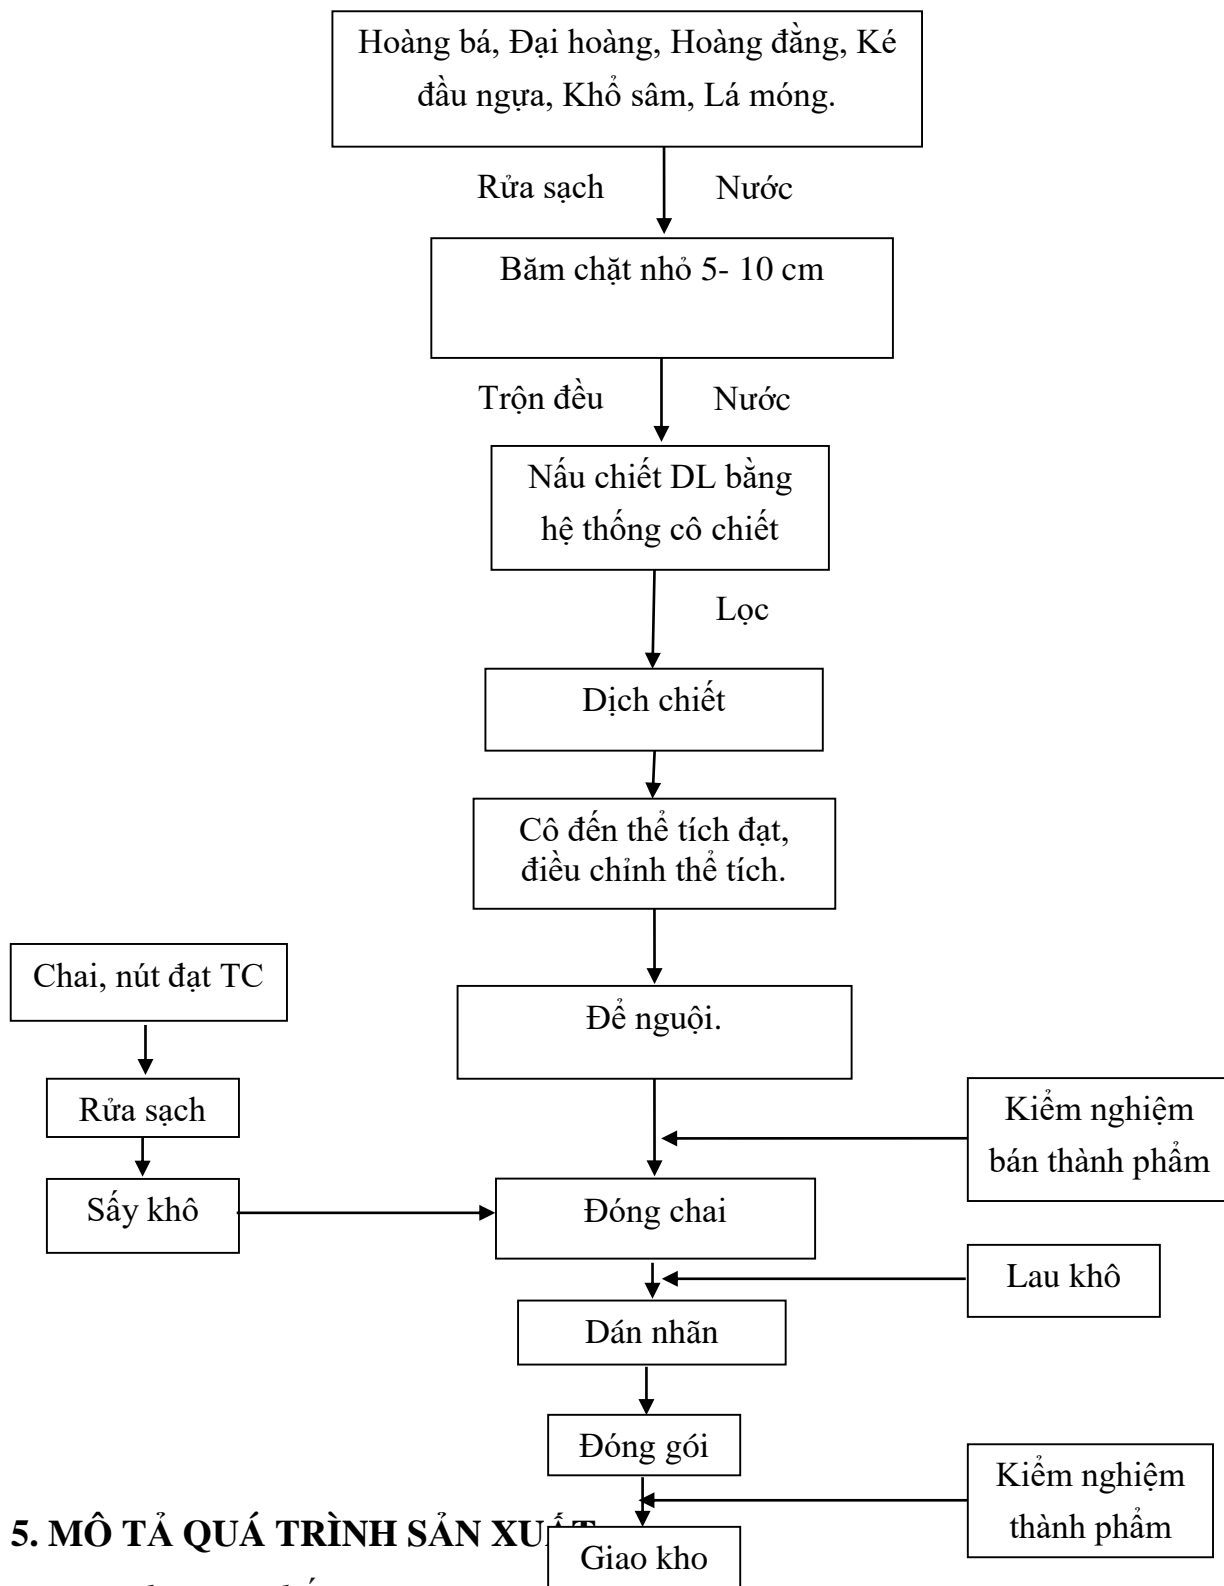 Hoàng bá, Đại hoàng, Hoàng đằng, Ké
đầu ngựa, Khổ sâm, Lá móng.
Rửa sạch
Nước
Băm chặt nhỏ 5- 10 cm
Trộn đều
Nước
Nấu chiết DL bằng
hệ thống cô chiết
Lọc
Dịch chiết
Cô đến thể tích đạt,
điều chỉnh thể tích.
Chai, nút đạt TC
Để nguội.
Rửa sạch
Kiểm nghiệm
bán thành phẩm
Sấy khô
Đóng chai
Lau khô
Dán nhãn
Đóng gói
Kiểm nghiệm
thành phẩm
5. MÔ TẢ QUÁ TRÌNH SẢN XUẤT
Giao kho